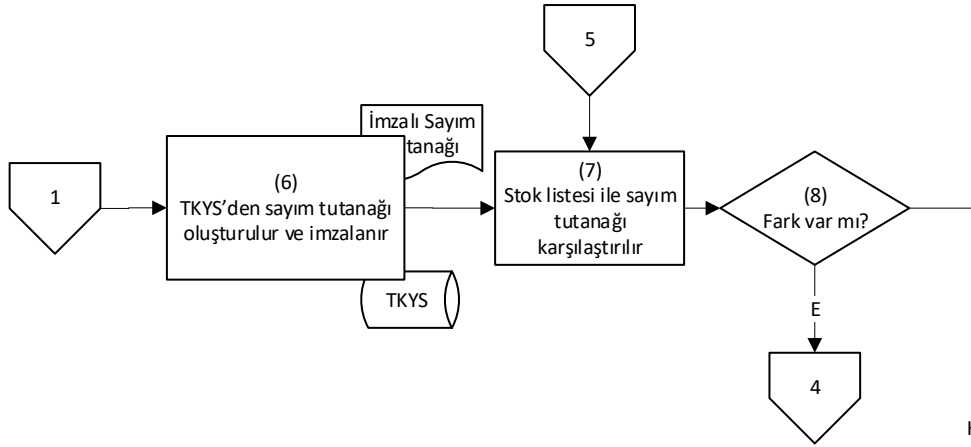 5
İmzalı Sayım
tanağı
1
(6)
TKYS’den sayım tutanağı
oluşturulur ve imzalanır
(7)
Stok listesi ile sayım
tutanağı
karşılaştırılır
(8)
Fark var mı?
TKYS
E
4